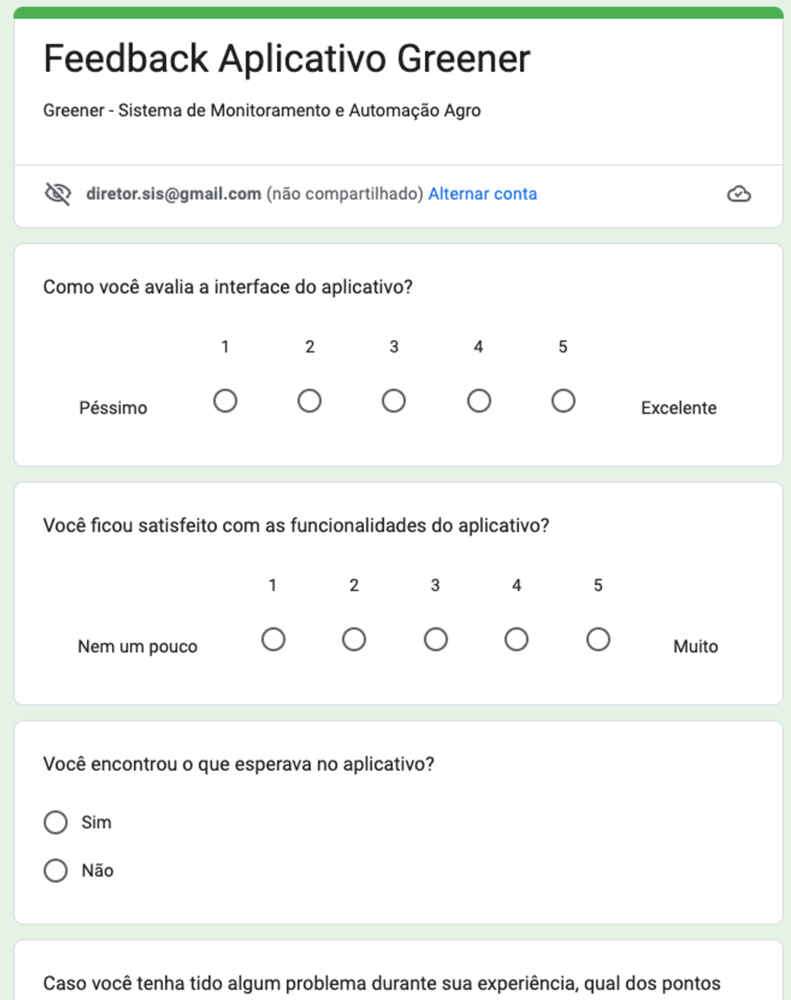 Feedback Aplicativo Greener
Greener - Sistema de Monitoramento e Automação Agro
diretor.sis@gmail.com (não compartilhado) Alternar conta
Como você avalia a interface do aplicativo?
1 2 3 4 5
Péssimo Excelente
Você ficou satisfeito com as funcionalidades do aplicativo?
1 2 3 4 5
Nem um pouco Muito
Você encontrou o que esperava no aplicativo?
Sim
Não
Caso você tenha tido algum problema durante sua experiência, qual dos pontos